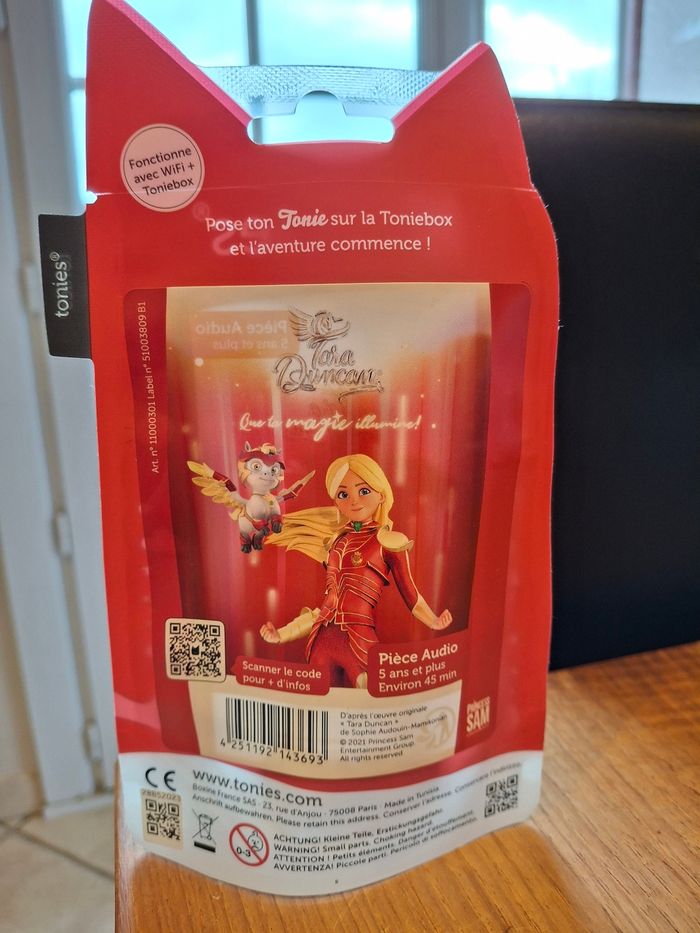 Fonctionne
avec WiFi +
Toniebox
Pose ton Tonie sur la Toniebox
et l'aventure commence !
tonies®
Art. n° 11000301 Label n° 51003809 B1
Pièce Audio
5 ans et plus
Tara
Duncan
Que la magie illumine!
Pièce Audio
5 ans et plus
Environ 45 min
Scanner le code
pour + d'infos
D'après l'œuvre originale
« Tara Duncan »
de Sophie Audouin-Mamikonian
© 2021 Princess Sam
Entertainment Group.
All rights reserved.
PRINCESS
SAM
4 251192 143693
CE
www.tonies.com
Boxine France SAS · 23, rue d'Anjou · 75008 Paris · Made in Tunisia
Anschrift aufbewahren. Please retain this address. Conserver l'adresse. Conservare l'indirizzo.
28852023
0-3
ACHTUNG! Kleine Teile. Erstickungsgefahr.
WARNING! Small parts. Choking hazard.
ATTENTION ! Petits éléments. Danger d'étouffement.
AVVERTENZA! Piccole parti. Pericolo di soffocamento.